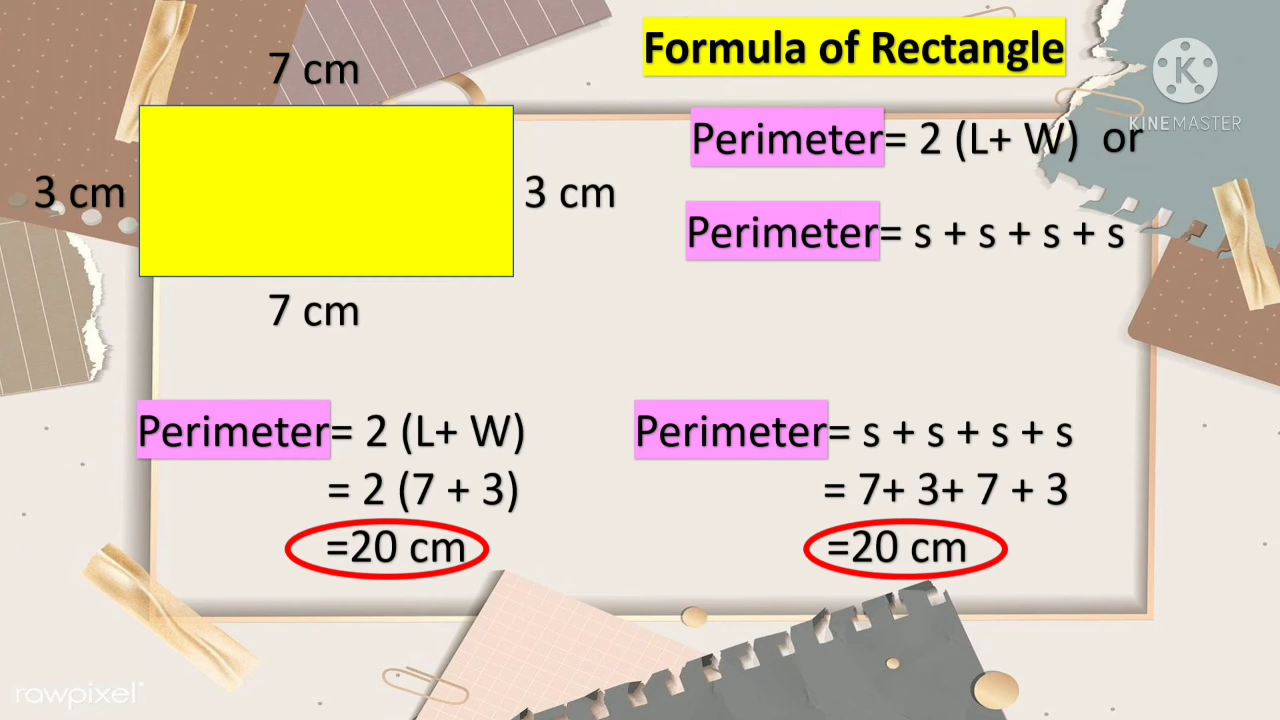 Formula of Rectangle
7 cm
3 cm
3 cm
7 cm
Perimeter= 2 (L+ W) or
Perimeter= s + s + s + s
Perimeter= 2 (L+ W)
= 2 (7 + 3)
=20 cm
Perimeter= s + s + s + s
= 7+ 3+ 7 + 3
=20 cm
K
KINEMASTER
rawpixel